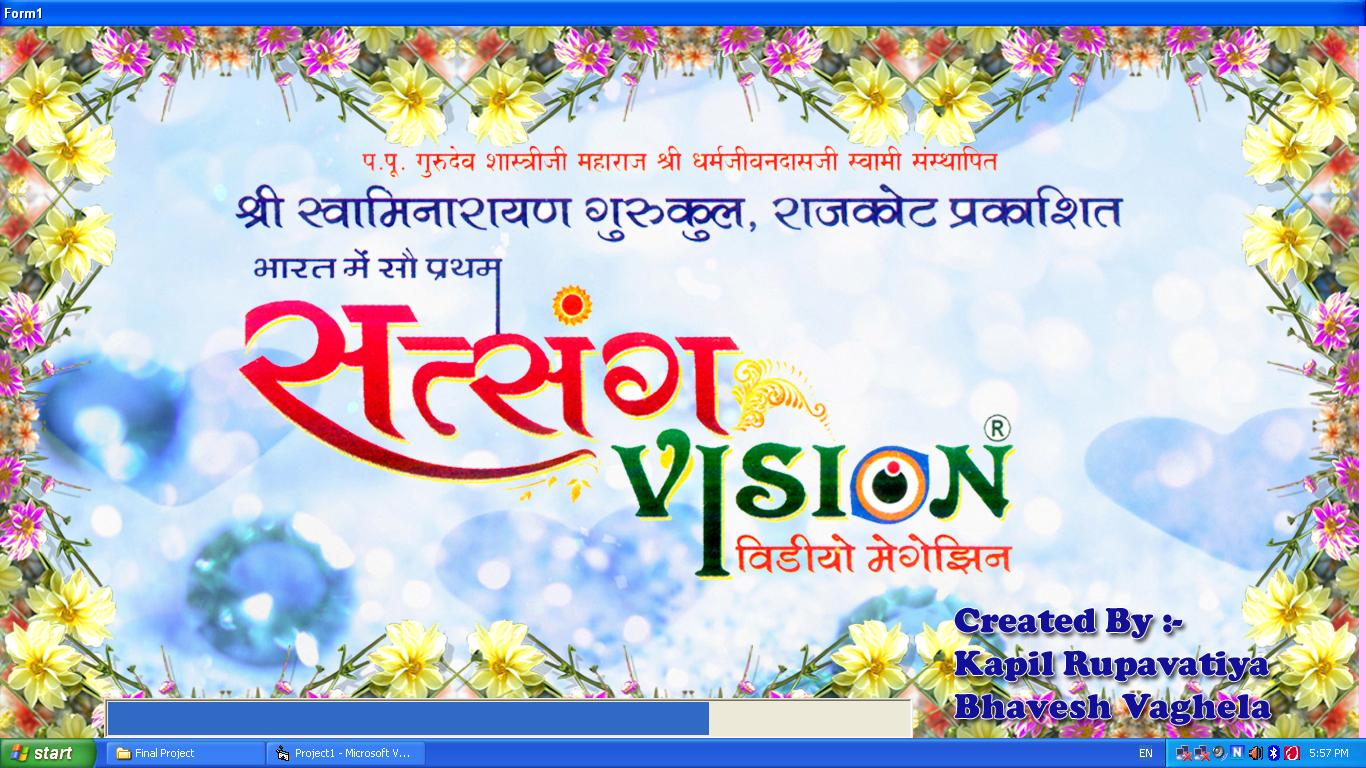 Form1
प.पू. गुरुदेव शास्त्रीजी महाराज श्री धर्मजीवनदासजी स्वामी संस्थापित
श्री स्वामिनारायण गुरुकुल, राजकोट प्रकाशित
भारत में सौ प्रथम
सत्संग
VISION ®
विडीयो मेगेझिन
Created By :-
Kapil Rupavatiya
Bhavesh Vaghela
start Final Project Project1 - Microsoft V... EN N 5:57 PM